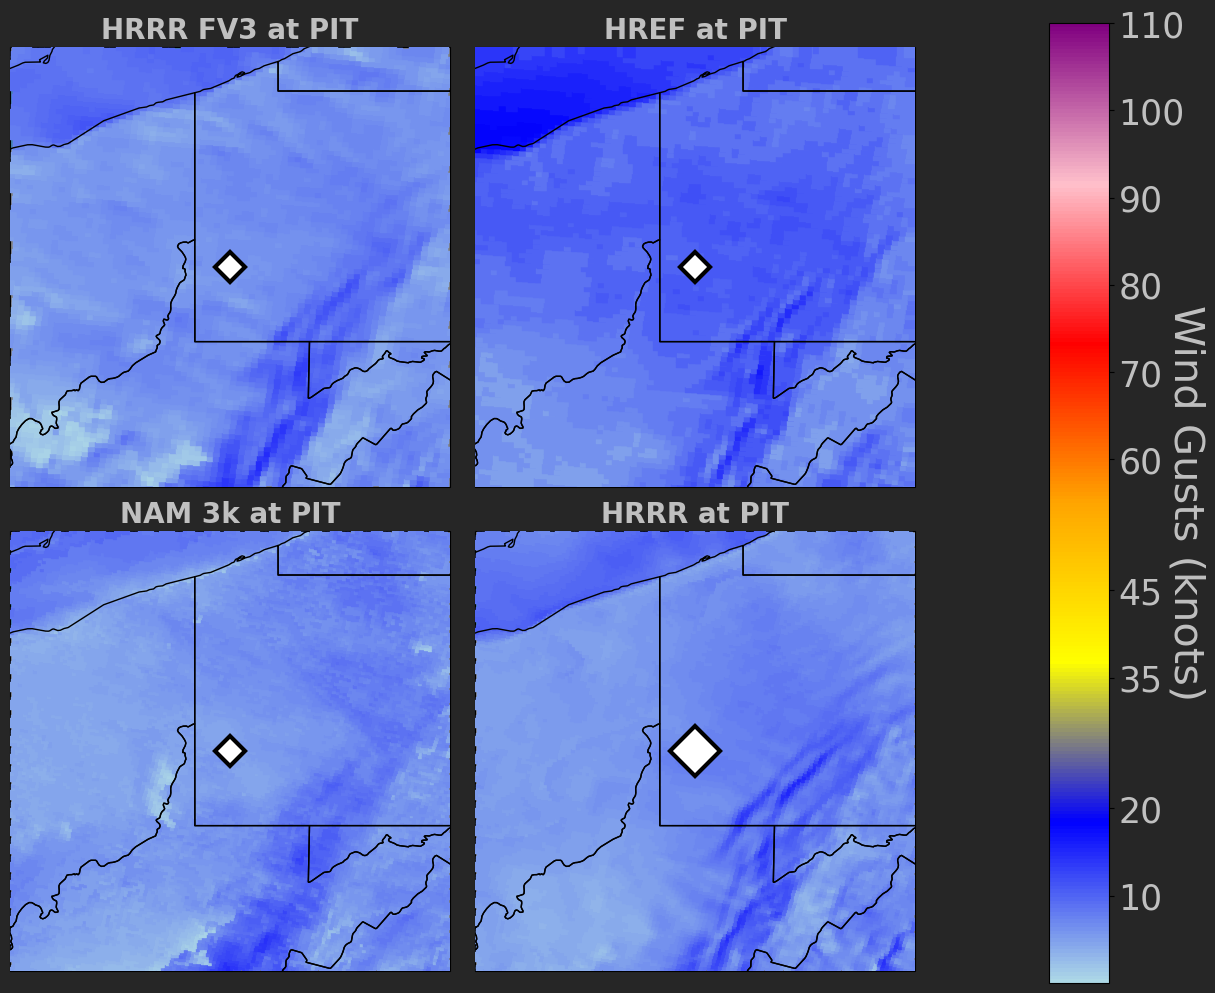 HRRR FV3 at PIT
HREF at PIT
NAM 3k at PIT
HRRR at PIT
110
100
90
80
70
60
45
35
20
10
Wind Gusts (knots)